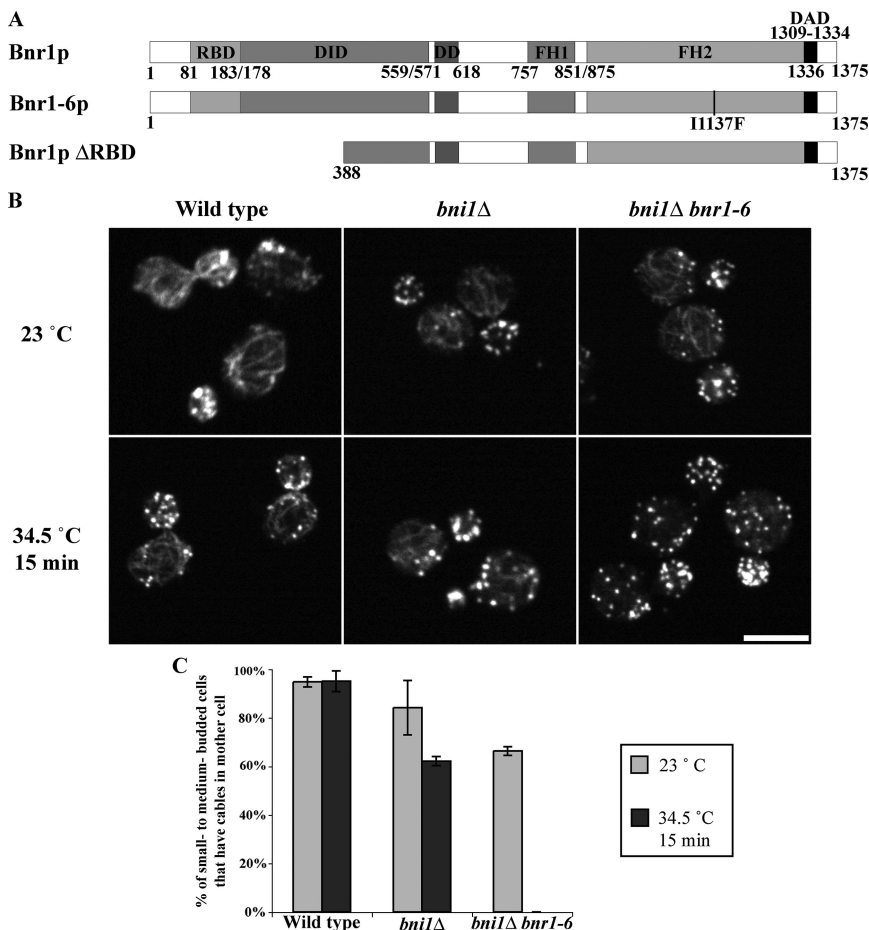 A
DAD
1309-1334
Bnr1p
RBD DID DD FH1 FH2
1 81 183/178 559/571 618 757 851/875 1336 1375
Bnr1-6p
1 I1137F 1375
Bnr1p ΔRBD
388 1375
B
Wild type bni1Δ bni1Δ bnr1-6
23 ˚C
34.5 ˚C
15 min
C
% of small- to medium- budded cells
that have cables in mother cell
100%
80%
60%
40%
20%
0%
Wild type bni1Δ bni1Δ bnr1-6
23 ˚ C
34.5 ˚C
15 min